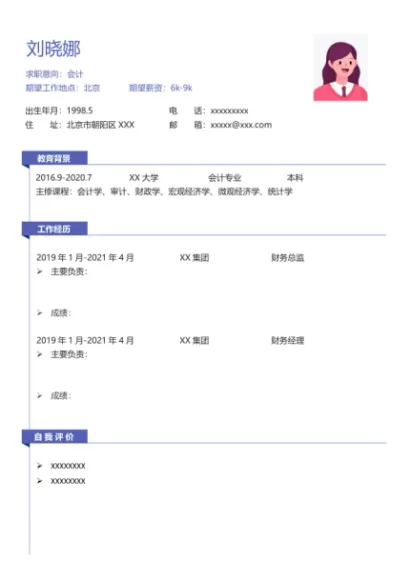 刘晓娜
求职意向：会计
期望工作地点：北京 期望薪资：6k-9k
出生年月：1998.5 电 话：xxxxxxxxx
住 址：北京市朝阳区 XXX 邮 箱：xxxxx@xxx.com
教育背景
2016.9-2020.7 XX 大学 会计专业 本科
主修课程：会计学、审计、财政学、宏观经济学、微观经济学、统计学
工作经历
2019 年 1 月-2021 年 4 月 XX 集团 财务总监
➢ 主要负责：
➢ 成绩：
2019 年 1 月-2021 年 4 月 XX 集团 财务经理
➢ 主要负责：
➢ 成绩：
自我评价
➢ xxxxxxxx
➢ xxxxxxxx